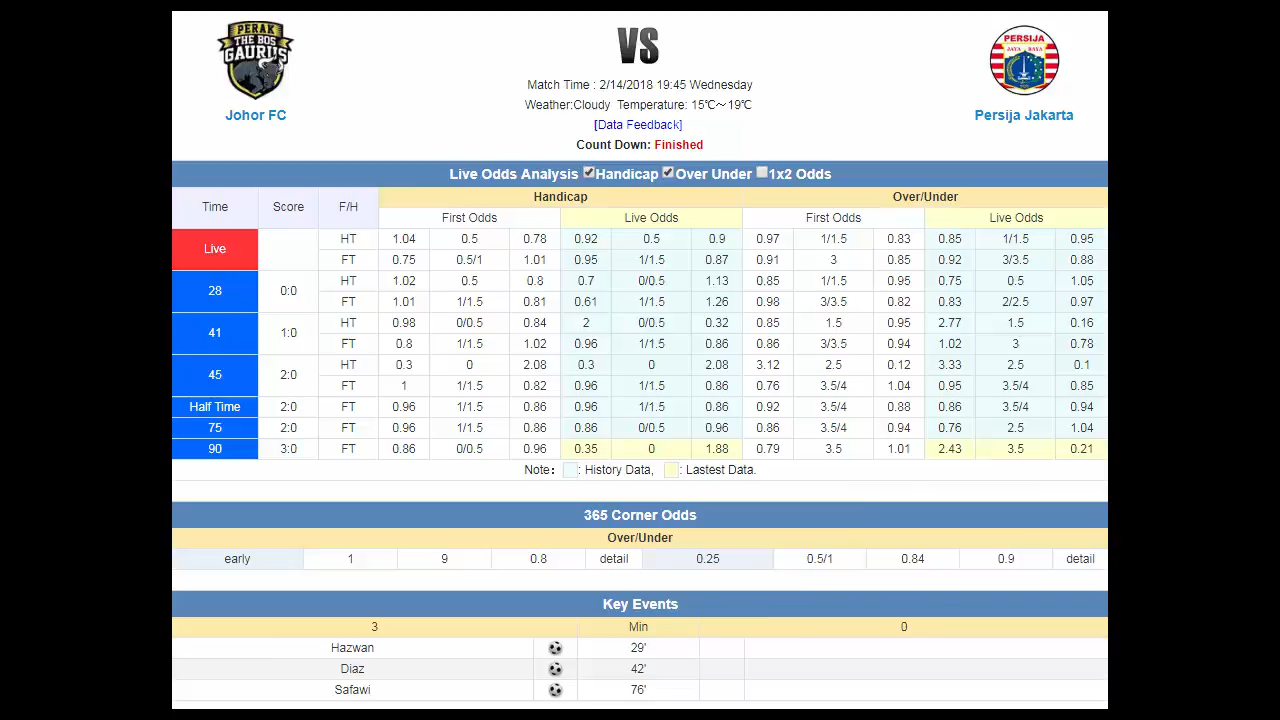 PERAK
THE BOS
GAURUS
VS
PERSIJA
JAYA RAYA
Johor FC
Persija Jakarta
Match Time : 2/14/2018 19:45 Wednesday
Weather:Cloudy Temperature: 15℃～19℃
[Data Feedback]
Count Down: Finished
Live Odds Analysis Handicap Over Under 1x2 Odds
Time Score F/H Handicap Over/Under
First Odds Live Odds First Odds Live Odds
Live
HT 1.04 0.5 0.78 0.92 0.5 0.9 0.97 1/1.5 0.83 0.85 1/1.5 0.95
FT 0.75 0.5/1 1.01 0.95 1/1.5 0.87 0.91 3 0.85 0.92 3/3.5 0.88
28 0:0
HT 1.02 0.5 0.8 0.7 0/0.5 1.13 0.85 1/1.5 0.95 0.75 0.5 1.05
FT 1.01 1/1.5 0.81 0.61 1/1.5 1.26 0.98 3/3.5 0.82 0.83 2/2.5 0.97
41 1:0
HT 0.98 0/0.5 0.84 2 0/0.5 0.32 0.85 1.5 0.95 2.77 1.5 0.16
FT 0.8 1/1.5 1.02 0.96 1/1.5 0.86 0.86 3/3.5 0.94 1.02 3 0.78
45 2:0
HT 0.3 0 2.08 0.3 0 2.08 3.12 2.5 0.12 3.33 2.5 0.1
FT 1 1/1.5 0.82 0.96 1/1.5 0.86 0.76 3.5/4 1.04 0.95 3.5/4 0.85
Half Time 2:0 FT 0.96 1/1.5 0.86 0.96 1/1.5 0.86 0.92 3.5/4 0.88 0.86 3.5/4 0.94
75 2:0 FT 0.96 1/1.5 0.86 0.86 0/0.5 0.96 0.86 3.5/4 0.94 0.76 2.5 1.04
90 3:0 FT 0.86 0/0.5 0.96 0.35 0 1.88 0.79 3.5 1.01 2.43 3.5 0.21
Note： : History Data, : Lastest Data.
365 Corner Odds
Over/Under
early 1 9 0.8 detail 0.25 0.5/1 0.84 0.9 detail
Key Events
3 Min 0
Hazwan 29'
Diaz 42'
Safawi 76'